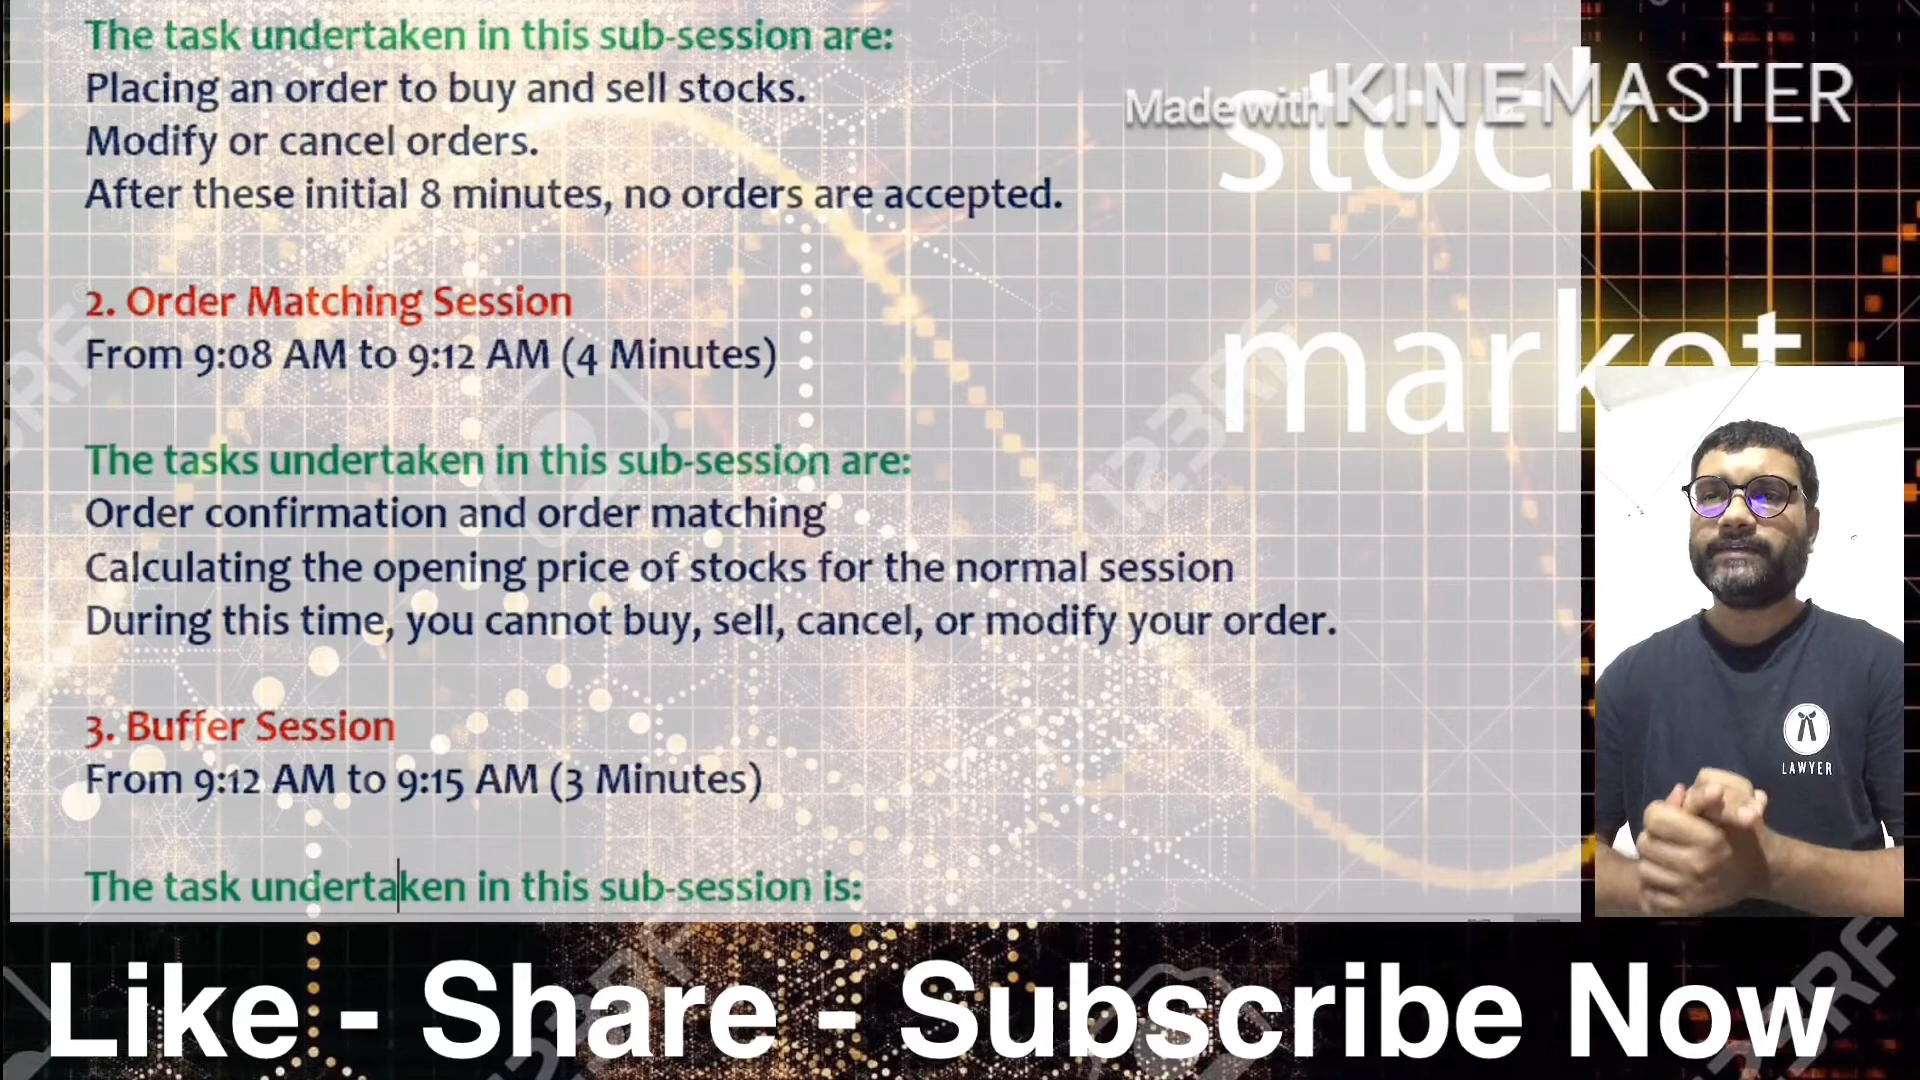 The task undertaken in this sub-session are:
Placing an order to buy and sell stocks.
Modify or cancel orders.
After these initial 8 minutes, no orders are accepted.
Made with KINEMASTER
stock
market
2. Order Matching Session
From 9:08 AM to 9:12 AM (4 Minutes)
The tasks undertaken in this sub-session are:
Order confirmation and order matching
Calculating the opening price of stocks for the normal session
During this time, you cannot buy, sell, cancel, or modify your order.
3. Buffer Session
From 9:12 AM to 9:15 AM (3 Minutes)
The task undertaken in this sub-session is:
LAWYER
Like - Share - Subscribe Now
123RF
123RF
123RF